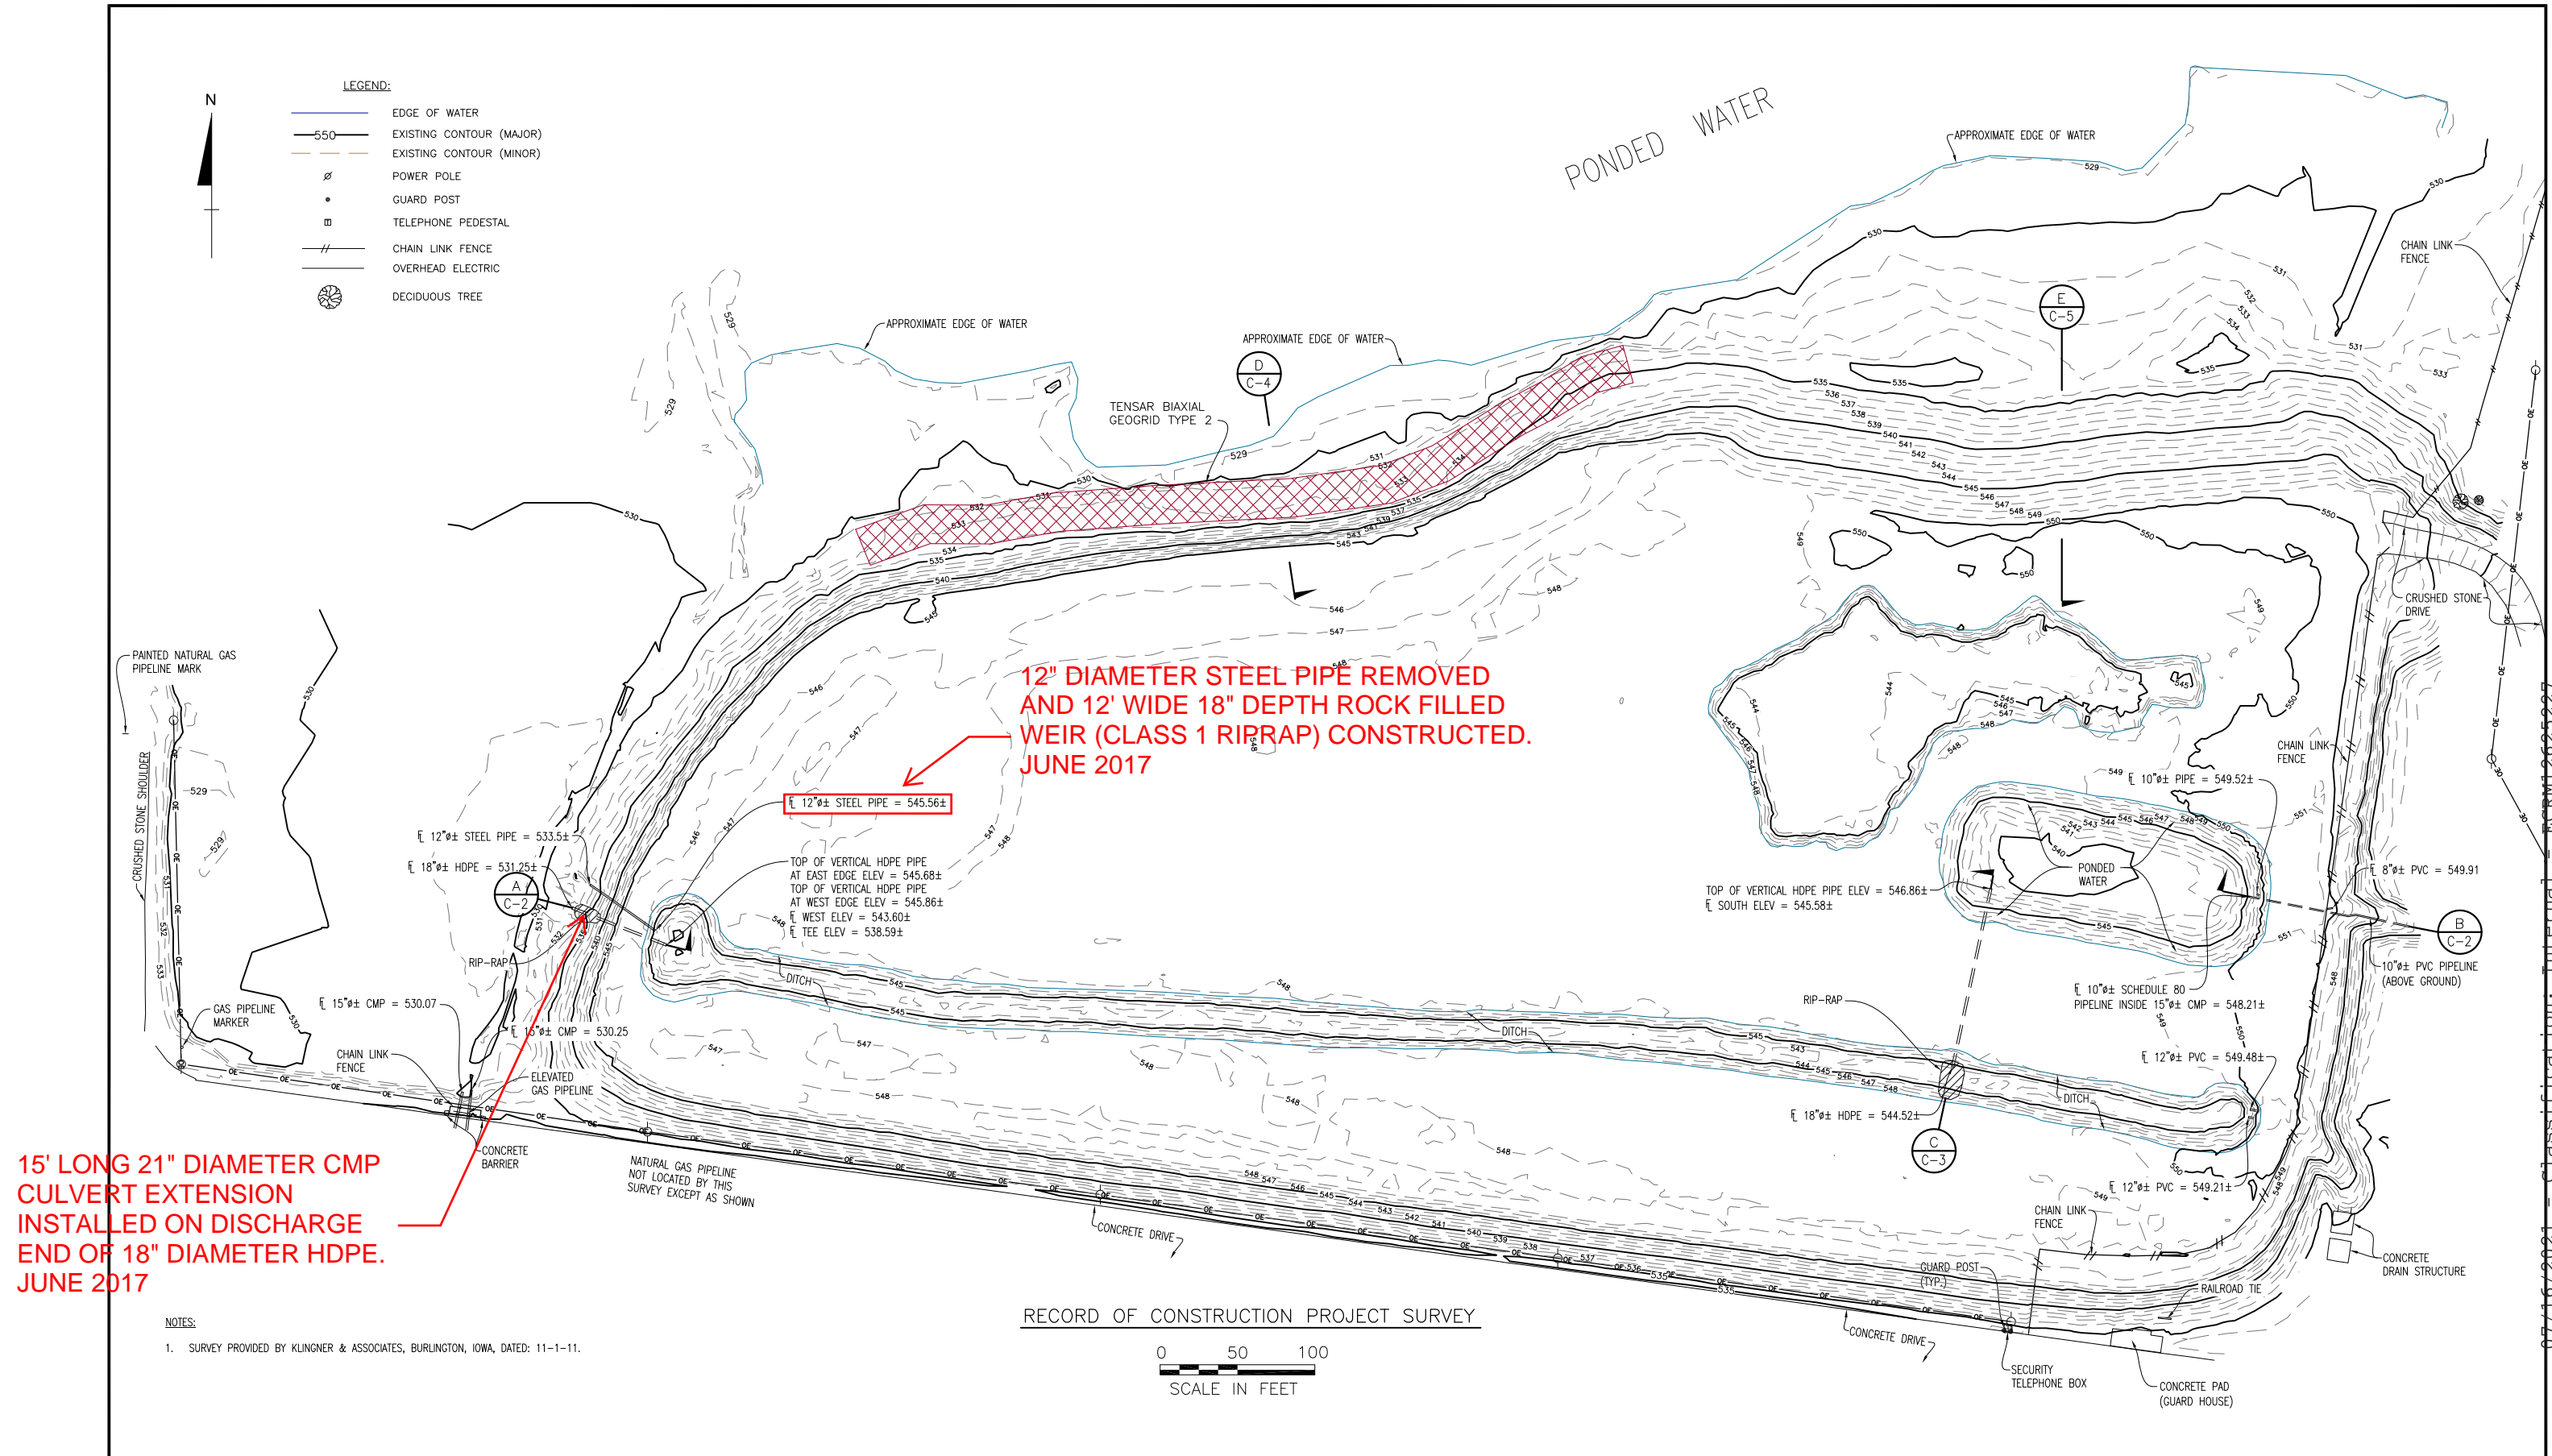 LEGEND:
N
EDGE OF WATER
550
EXISTING CONTOUR (MAJOR)
EXISTING CONTOUR (MINOR)
POWER POLE
GUARD POST
TELEPHONE PEDESTAL
CHAIN LINK FENCE
OVERHEAD ELECTRIC
DECIDUOUS TREE
PONDED WATER
APPROXIMATE EDGE OF WATER
APPROXIMATE EDGE OF WATER
APPROXIMATE EDGE OF WATER
CHAIN LINK
FENCE
E
C-5
D
C-4
TENSAR BIAXIAL
GEOGRID TYPE 2
CRUSHED STONE
DRIVE
PAINTED NATURAL GAS
PIPELINE MARK
CRUSHED STONE SHOULDER
12" DIAMETER STEEL PIPE REMOVED
AND 12' WIDE 18" DEPTH ROCK FILLED
WEIR (CLASS 1 RIPRAP) CONSTRUCTED.
JUNE 2017
12"ø± STEEL PIPE = 545.56±
12"ø± STEEL PIPE = 533.5±
18"ø± HDPE = 531.25±
A
C-2
TOP OF VERTICAL HDPE PIPE
AT EAST EDGE ELEV = 545.68±
TOP OF VERTICAL HDPE PIPE
AT WEST EDGE ELEV = 545.86±
WEST ELEV = 543.60±
TEE ELEV = 538.59±
CHAIN LINK
FENCE
10"ø± PIPE = 549.52±
PONDED
WATER
8"ø± PVC = 549.91
TOP OF VERTICAL HDPE PIPE ELEV = 546.86±
SOUTH ELEV = 545.58±
B
C-2
10"ø± PVC PIPELINE
(ABOVE GROUND)
10"ø± SCHEDULE 80
PIPELINE INSIDE 15"ø± CMP = 548.21±
RIP-RAP
DITCH
15"ø± CMP = 530.07
GAS PIPELINE
MARKER
15"ø± CMP = 530.25
CHAIN LINK
FENCE
ELEVATED
GAS PIPELINE
RIP-RAP
DITCH
12"ø± PVC = 549.48±
DITCH
18"ø± HDPE = 544.52±
C
C-3
CONCRETE
BARRIER
NATURAL GAS PIPELINE
NOT LOCATED BY THIS
SURVEY EXCEPT AS SHOWN
12"ø± PVC = 549.21±
15' LONG 21" DIAMETER CMP
CULVERT EXTENSION
INSTALLED ON DISCHARGE
END OF 18" DIAMETER HDPE.
JUNE 2017
CONCRETE DRIVE
CHAIN LINK
FENCE
GUARD POST
(TYP.)
CONCRETE
DRAIN STRUCTURE
RAILROAD TIE
CONCRETE DRIVE
SECURITY
TELEPHONE BOX
CONCRETE PAD
(GUARD HOUSE)
NOTES:
1. SURVEY PROVIDED BY KLINGNER & ASSOCIATES, BURLINGTON, IOWA, DATED: 11-1-11.
RECORD OF CONSTRUCTION PROJECT SURVEY
0 50 100
SCALE IN FEET